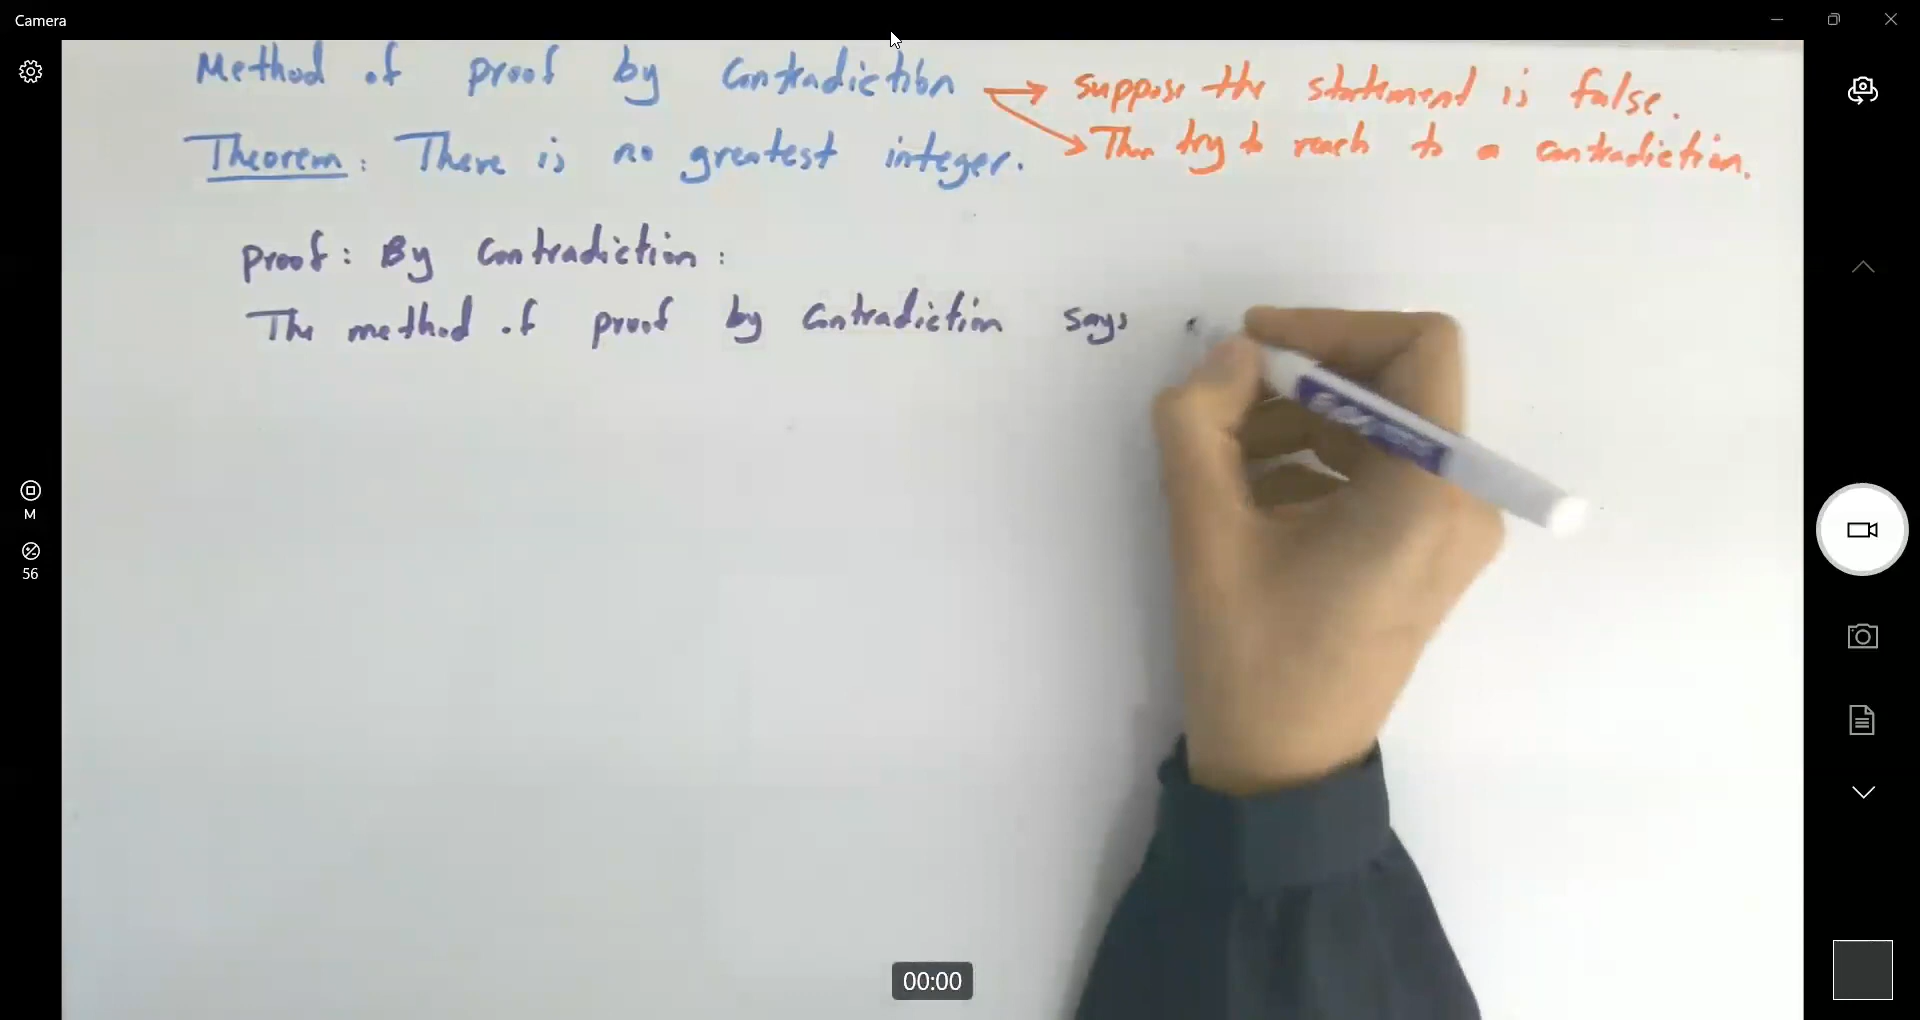 Camera
Method of proof by Contradiction → suppose the statement is false.
Theorem: There is no greatest integer. → Then try to reach to a contradiction.
proof: By Contradiction:
The method of proof by Contradiction says
M
56
00:00